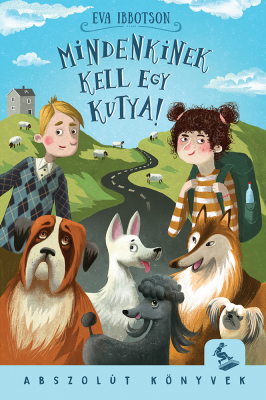 EVA IBBOTSON
MINDENKINEK
KELL EGY
KUTYA!
ABSZOLÚT KÖNYVEK